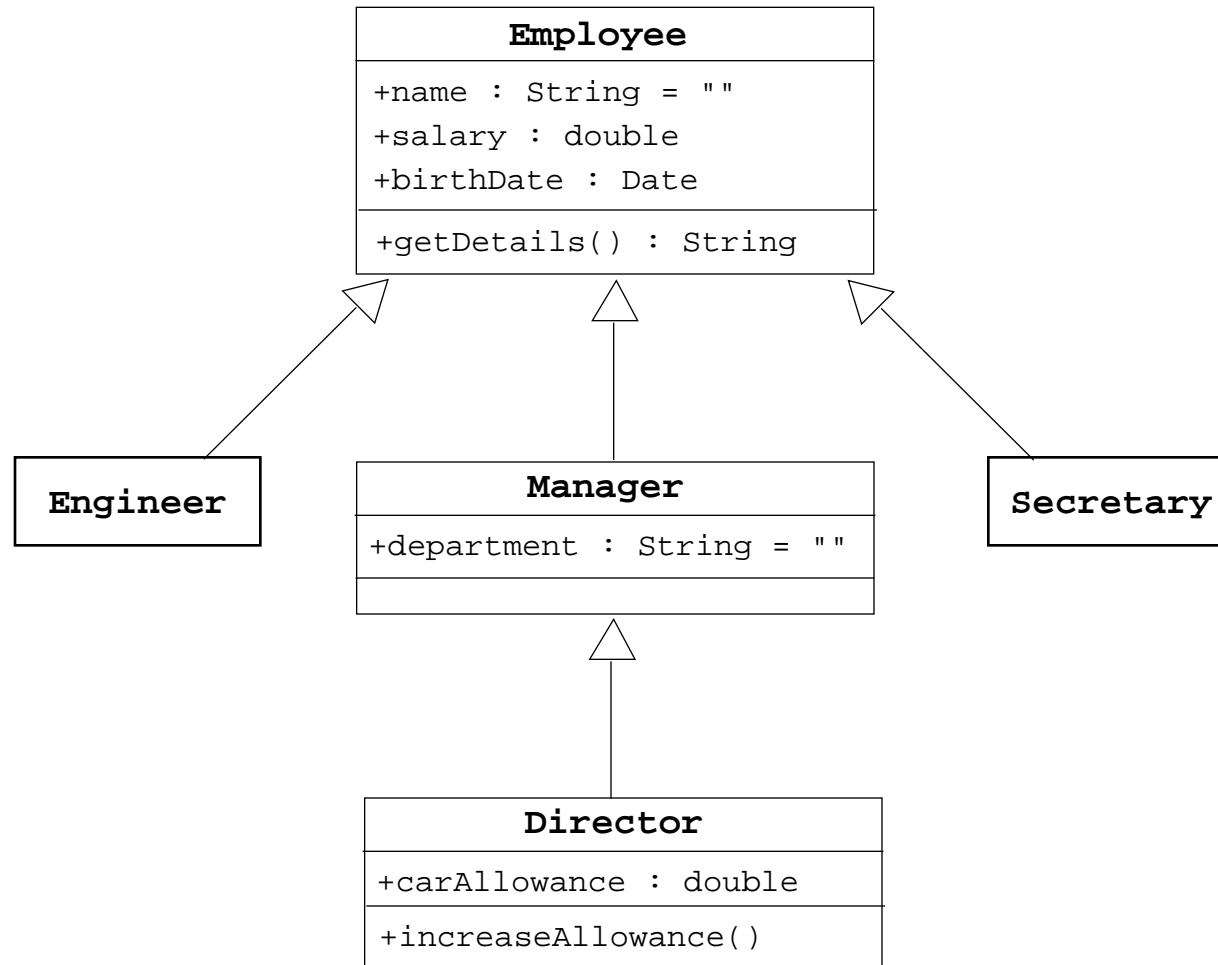 Employee
+name : String = ""
+salary : double
+birthDate : Date
+getDetails() : String
Engineer
Manager
+department : String = ""
Secretary
Director
+carAllowance : double
+increaseAllowance()